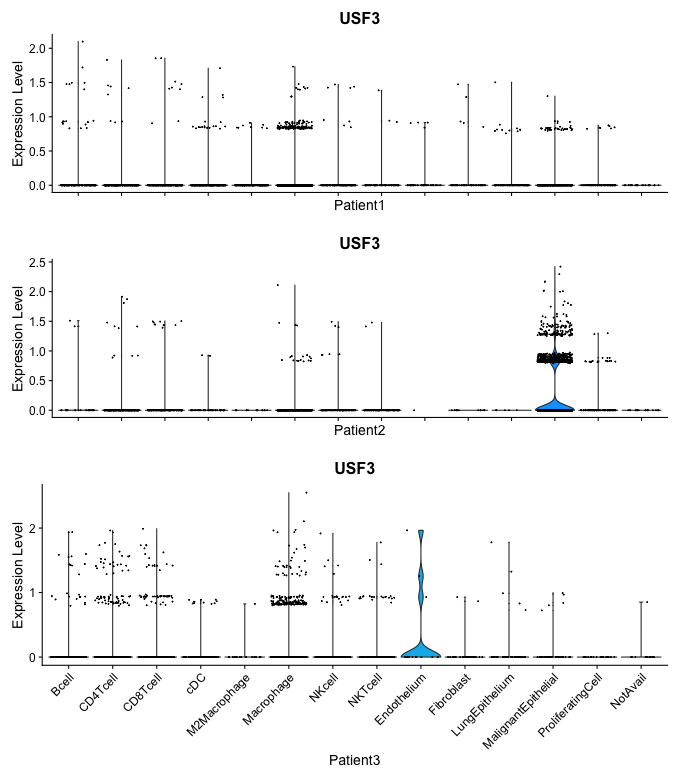 USF3
Expression Level
2.0
1.5
1.0
0.5
0.0
Patient1
USF3
Expression Level
2.5
2.0
1.5
1.0
0.5
0.0
Patient2
USF3
Expression Level
2
1
0
Bcell
CD4Tcell
CD8Tcell
cDC
M2Macrophage
Macrophage
NKcell
NKTcell
Endothelium
Fibroblast
LungEpithelium
MalignantEpithelial
ProliferatingCell
NotAvail
Patient3